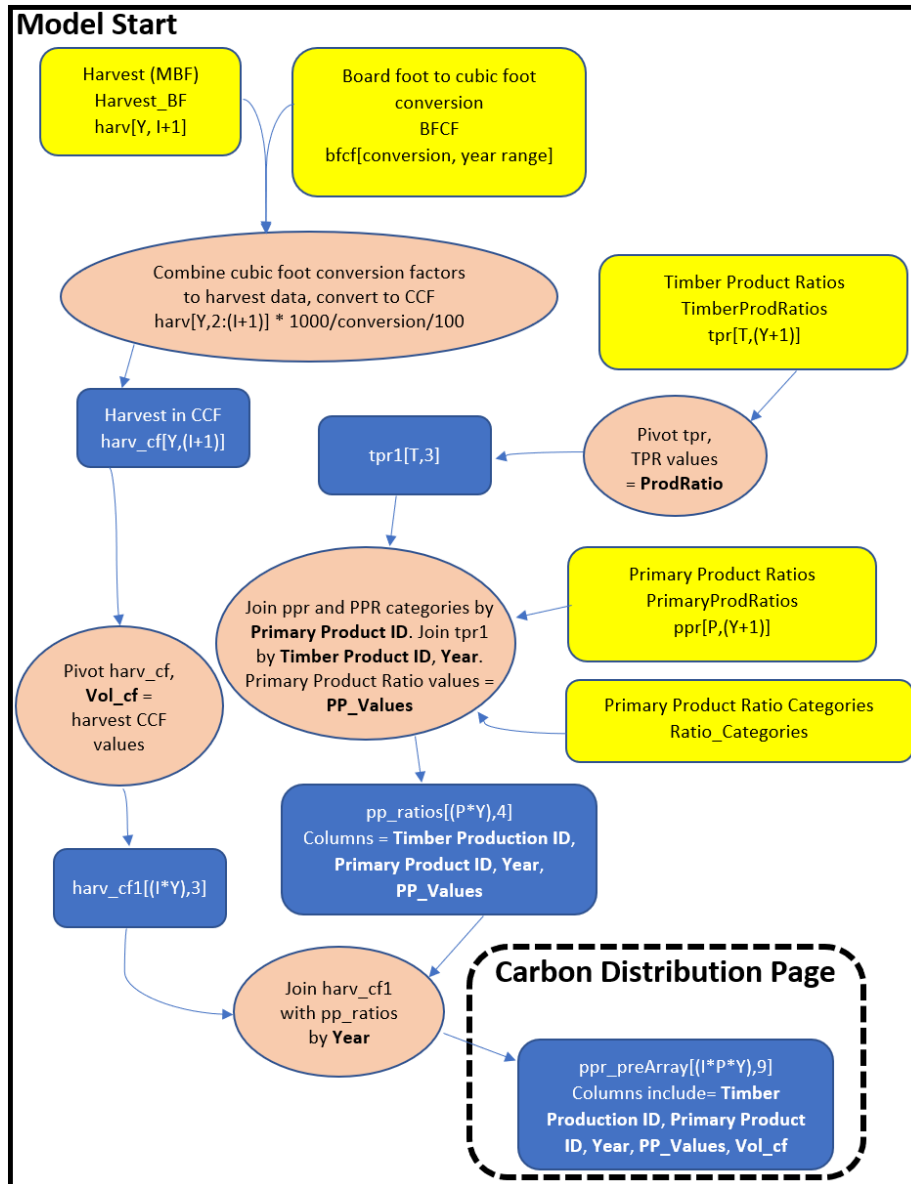 Model Start
Harvest (MBF)
Harvest_BF
harv[Y, I+1]
Board foot to cubic foot
conversion
BFCF
bfcf[conversion, year range]
Combine cubic foot conversion factors
to harvest data, convert to CCF
harv[Y,2:(I+1)] * 1000/conversion/100
Timber Product Ratios
TimberProdRatios
tpr[T,(Y+1)]
Harvest in CCF
harv_cf[Y,(I+1)]
tpr1[T,3]
Pivot tpr,
TPR values
= ProdRatio
Join ppr and PPR categories by
Primary Product ID. Join tpr1
by Timber Product ID, Year.
Primary Product Ratio values =
PP_Values
Primary Product Ratios
PrimaryProdRatios
ppr[P,(Y+1)]
Pivot harv_cf,
Vol_cf =
harvest CCF
values
Primary Product Ratio Categories
Ratio_Categories
pp_ratios[(P*Y),4]
Columns = Timber Production ID,
Primary Product ID, Year,
PP_Values
harv_cf1[(I*Y),3]
Join harv_cf1
with pp_ratios
by Year
Carbon Distribution Page
ppr_preArray[(I*P*Y),9]
Columns include= Timber
Production ID, Primary Product
ID, Year, PP_Values, Vol_cf